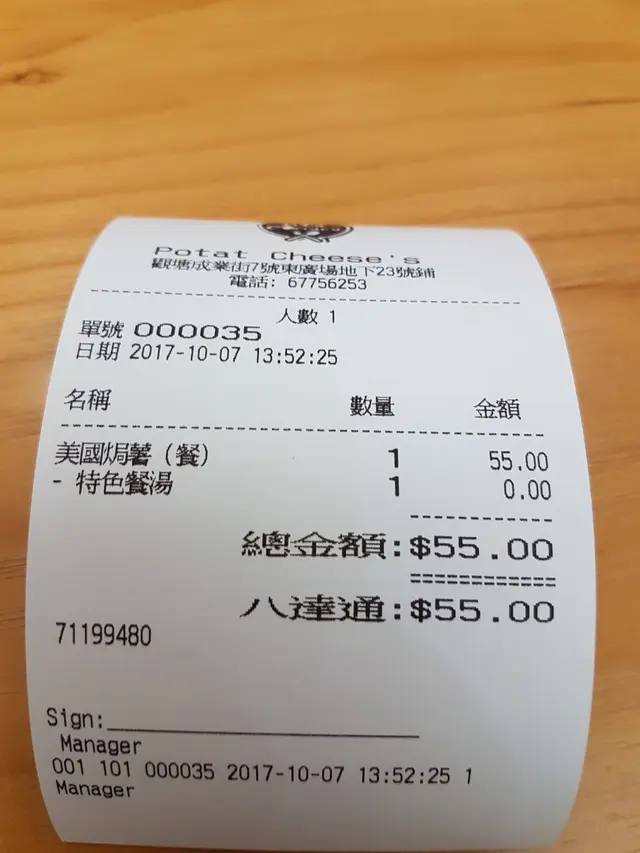 Potat Cheese's
觀塘成業街7號東廣場地下23號鋪
電話: 67756253
人數 1
單號 000035
日期 2017-10-07 13:52:25
名稱 數量 金額
美國焗薯（餐） 1 55.00
- 特色餐湯 1 0.00
總金額:$55.00
八達通:$55.00
71199480
Sign:
Manager
001 101 000035 2017-10-07 13:52:25 1
Manager